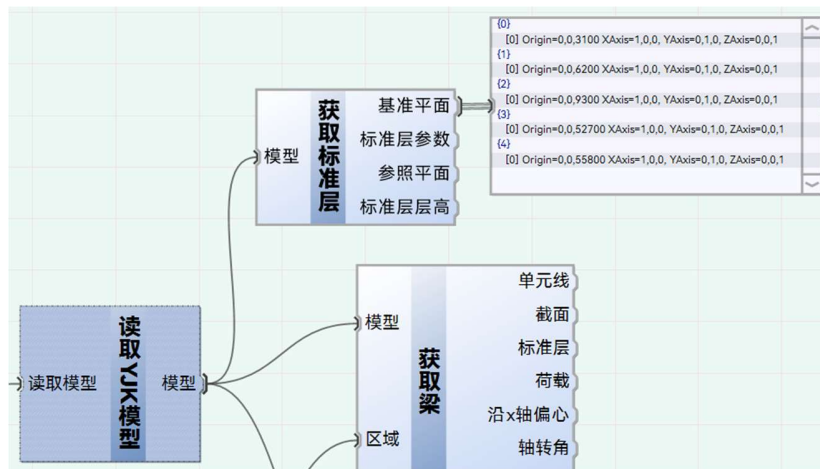 {0}
[0] Origin=0,0,3100 XAxis=1,0,0, YAxis=0,1,0, ZAxis=0,0,1
{1}
[0] Origin=0,0,6200 XAxis=1,0,0, YAxis=0,1,0, ZAxis=0,0,1
{2}
[0] Origin=0,0,9300 XAxis=1,0,0, YAxis=0,1,0, ZAxis=0,0,1
{3}
[0] Origin=0,0,52700 XAxis=1,0,0, YAxis=0,1,0, ZAxis=0,0,1
{4}
[0] Origin=0,0,55800 XAxis=1,0,0, YAxis=0,1,0, ZAxis=0,0,1
模型
获取标准层
基准平面
标准层参数
参照平面
标准层层高
读取模型
读取YJK模型
模型
模型
区域
获取梁
单元线
截面
标准层
荷载
沿x轴偏心
轴转角